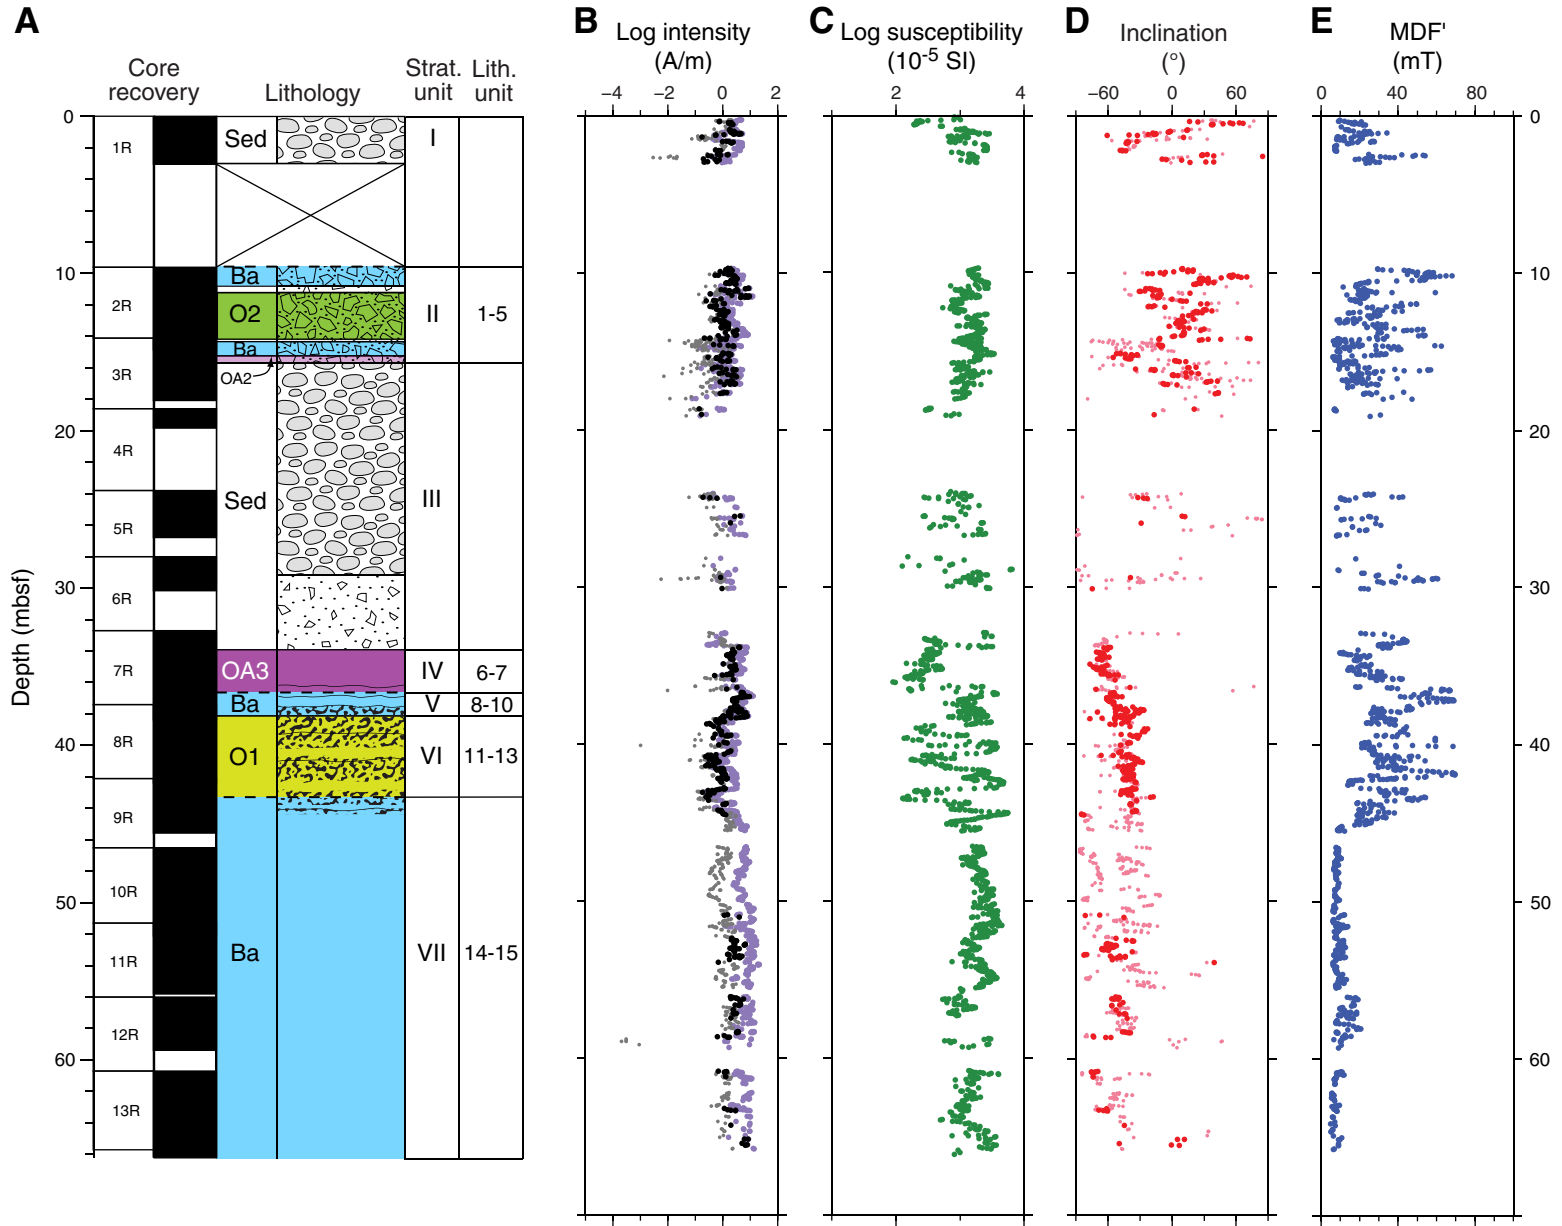 A
B
C
D
E
Core recovery
Lithology
Strat. unit
Lith. unit
Log intensity
(A/m)
Log susceptibility
(10-5 SI)
Inclination
(°)
MDF'
(mT)
−4 −2 0 2
2 4
−60 0 60
0 40 80
Depth (mbsf)
0
10
20
30
40
50
60
1R
2R
3R
4R
5R
6R
7R
8R
9R
10R
11R
12R
13R
Sed
Ba
O2
Ba
OA2
Sed
OA3
Ba
O1
Ba
I
II
III
IV
V
VI
VII
1-5
6-7
8-10
11-13
14-15
0
10
20
30
40
50
60